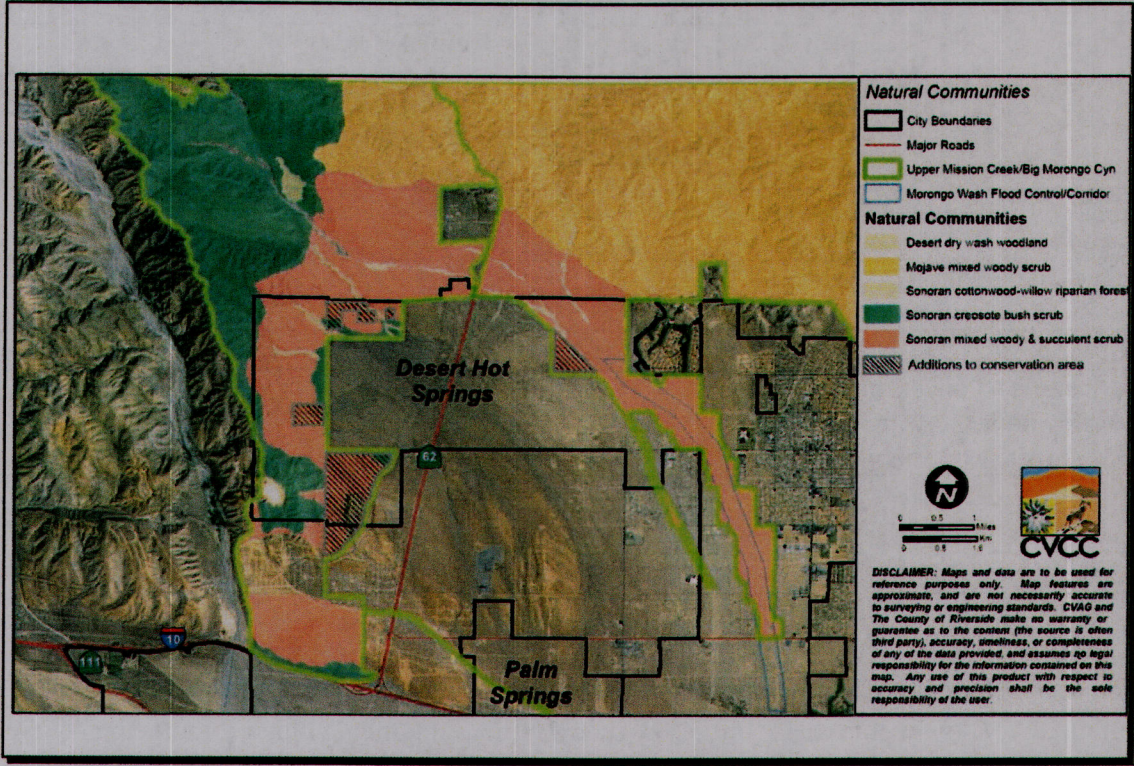 Natural Communities
City Boundaries
Major Roads
Upper Mission Creek/Big Morongo Cyn
Morongo Wash Flood Control/Corridor
Natural Communities
Desert dry wash woodland
Mojave mixed woody scrub
Sonoran cottonwood-willow riparian forest
Sonoran creosote bush scrub
Sonoran mixed woody & succulent scrub
Additions to conservation area
Desert Hot
Springs
62
10
111
Palm
Springs
N
0 0.5 1
Miles
0 0.8 1.6
Km
CVCC
DISCLAIMER: Maps and data are to be used for
reference purposes only. Map features are
approximate, and are not necessarily accurate
to surveying or engineering standards. CVAG and
The County of Riverside make no warranty or
guarantee as to the content (the source is often
third party), accuracy, timeliness, or completeness
of any of the data provided, and assumes no legal
responsibility for the information contained on this
map. Any use of this product with respect to
accuracy and precision shall be the sole
responsibility of the user.